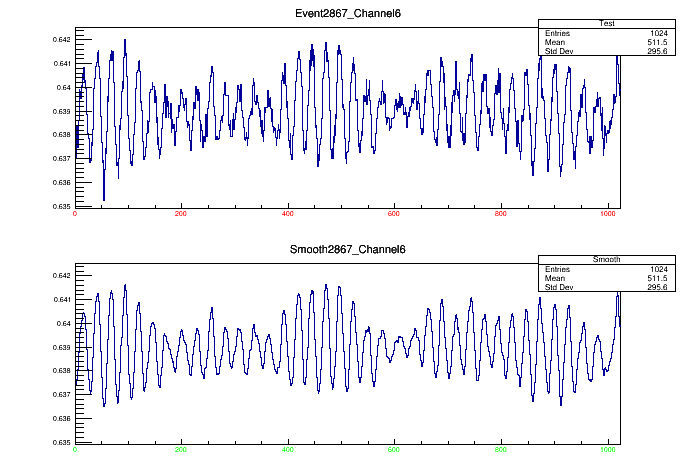 Event2867_Channel6
Test
Entries 1024
Mean 511.5
Std Dev 295.6
0.642
0.641
0.64
0.639
0.638
0.637
0.636
0.635
0 200 400 600 800 1000
Smooth2867_Channel6
Smooth
Entries 1024
Mean 511.5
Std Dev 295.6
0.642
0.641
0.64
0.639
0.638
0.637
0.636
0.635
0 200 400 600 800 1000